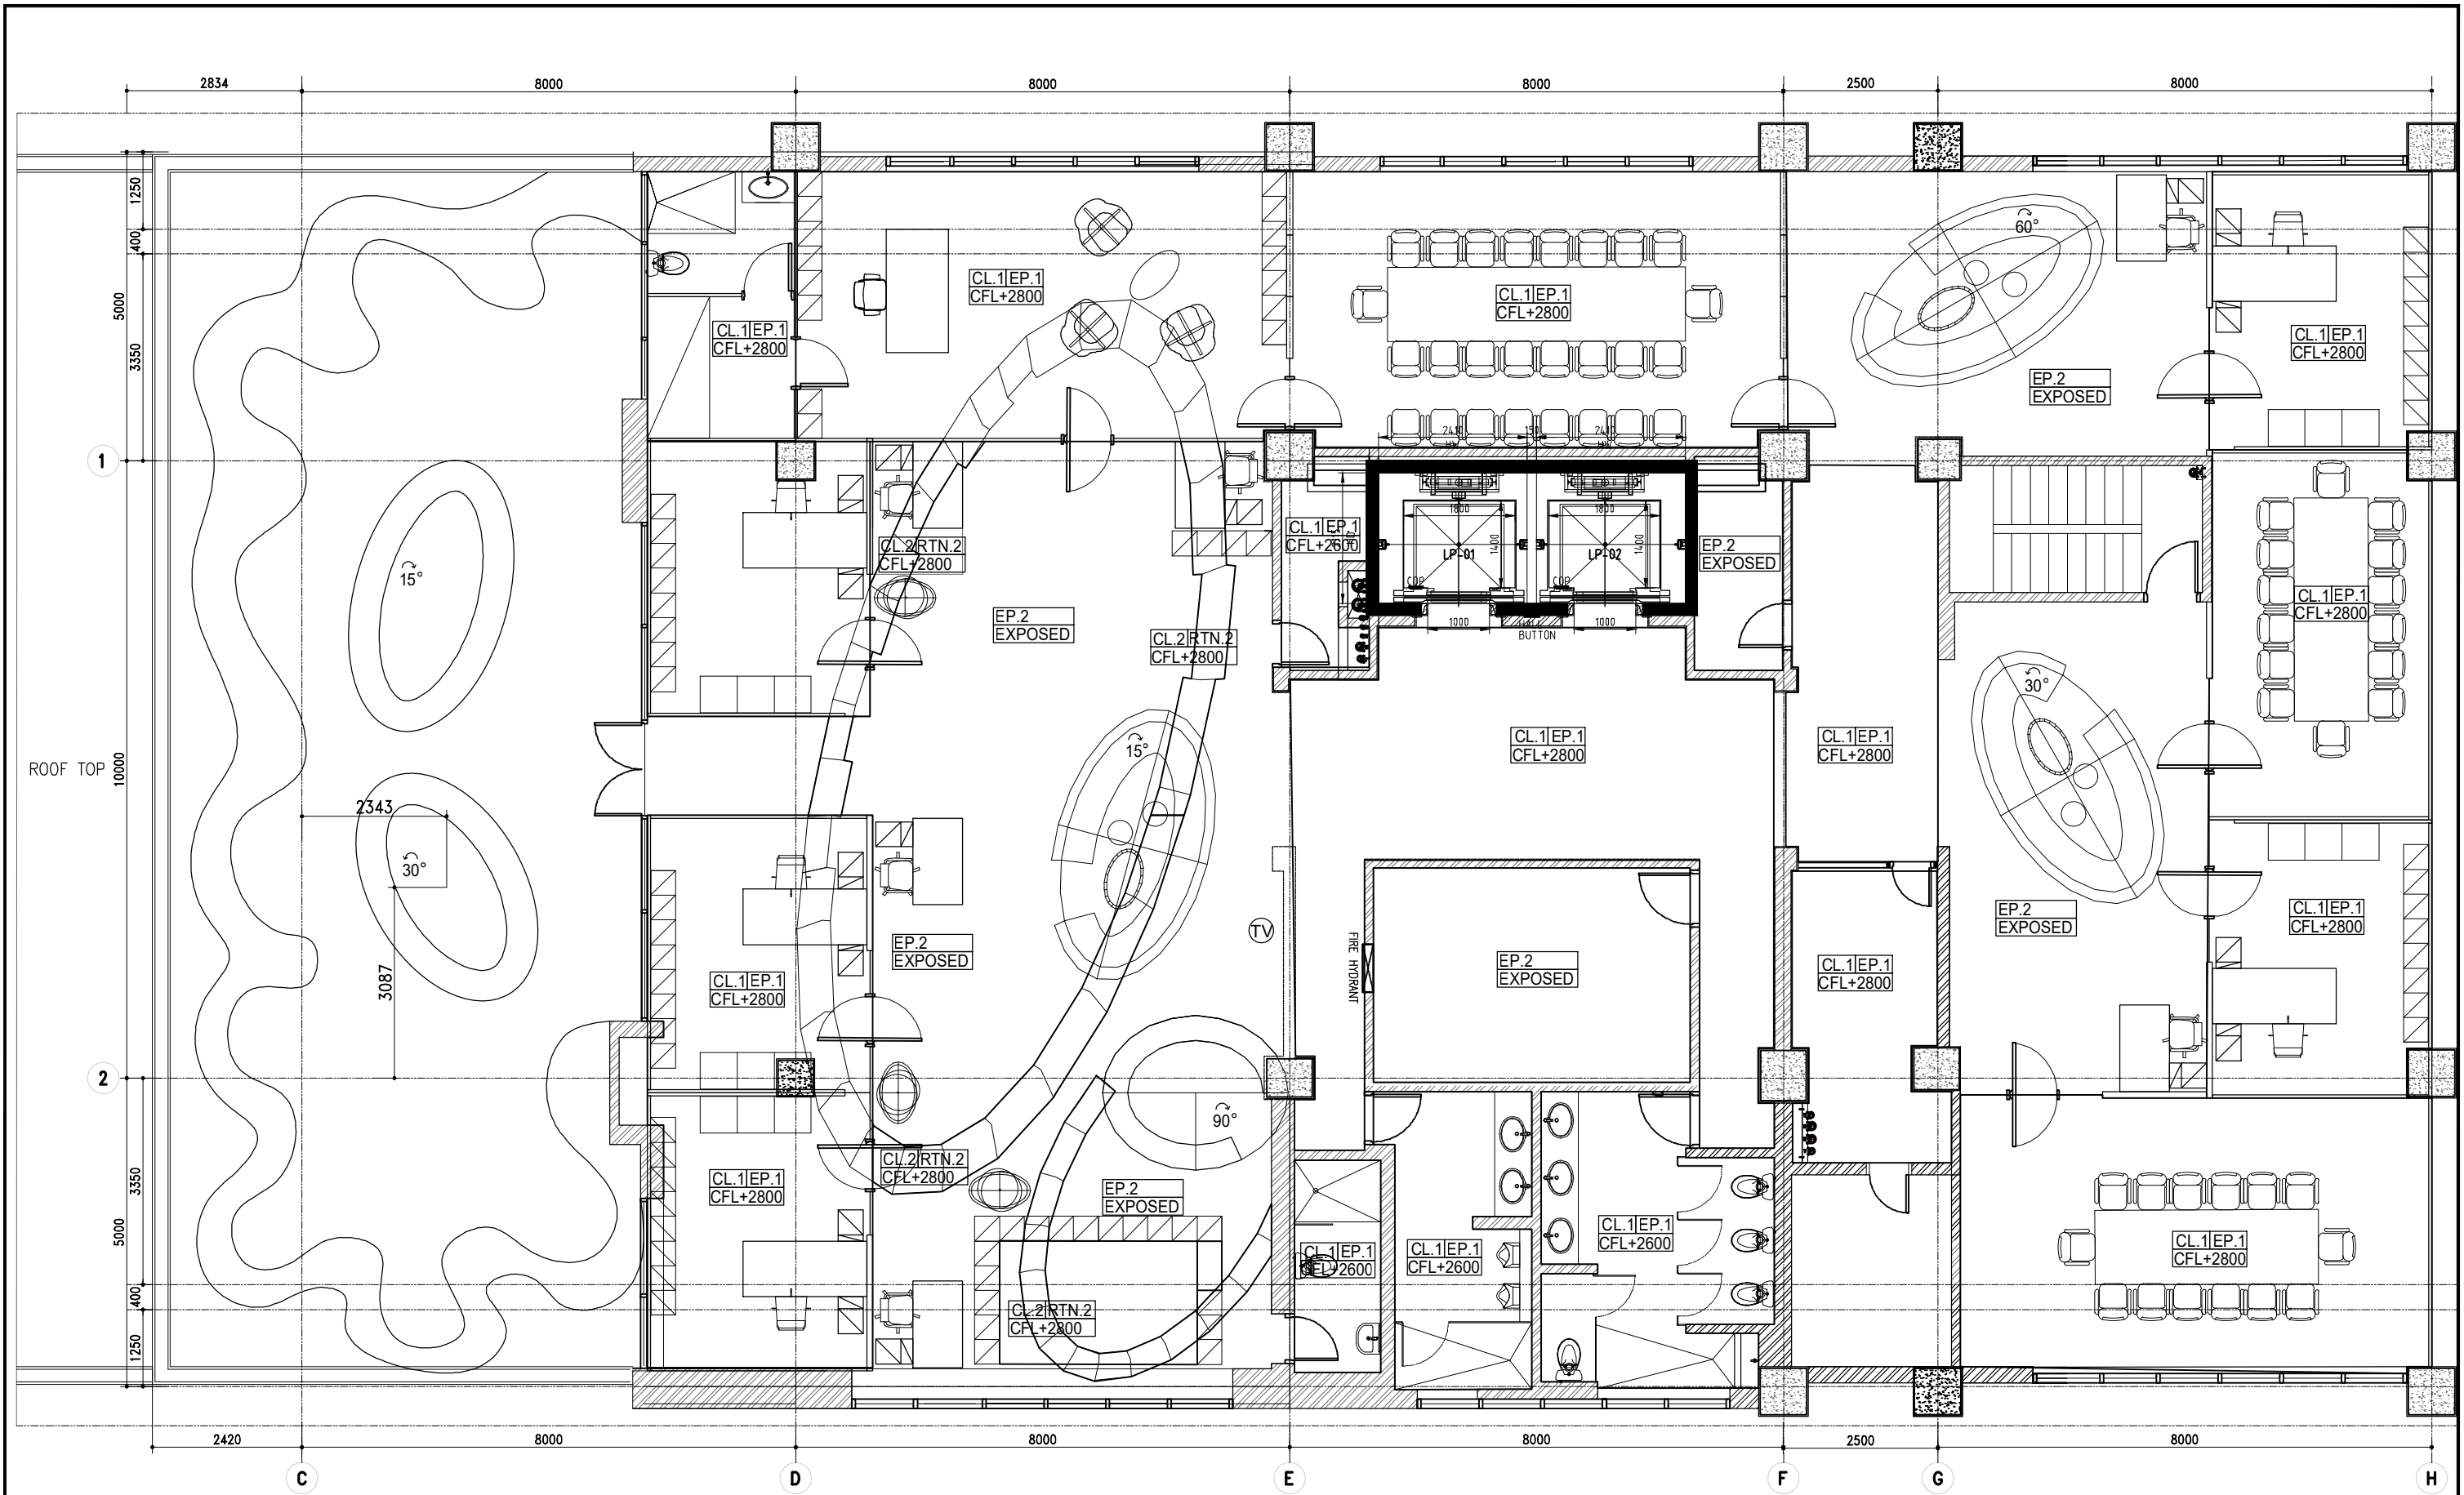 2834 8000 8000 8000 2500 8000
1250
400
5000
3350
60°
CL.1 EP.1
CFL+2800
CL.1 EP.1
CFL+2800
CL.1 EP.1
CFL+2800
CL.1 EP.1
CFL+2800
EP.2
EXPOSED
1
2410 150 2410
CL.1 EP.1
CFL+2600
1800 1800
1400 1400
LP-01 LP-02
COP COP
EP.2
EXPOSED
1000 1000
BUTTON
CL.2 RTN.2
CFL+2800
15°
EP.2
EXPOSED
CL.2 RTN.2
CFL+2800
CL.1 EP.1
CFL+2800
30°
ROOF TOP
10000
15°
CL.1 EP.1
CFL+2800
CL.1 EP.1
CFL+2800
2343
30°
3087
EP.2
EXPOSED
TV
FIRE HYDRANT
EP.2
EXPOSED
CL.1 EP.1
CFL+2800
EP.2
EXPOSED
CL.1 EP.1
CFL+2800
CL.1 EP.1
CFL+2800
2
90°
CL.2 RTN.2
CFL+2800
CL.1 EP.1
CFL+2800
EP.2
EXPOSED
3350
5000
400
1250
CL.1 EP.1
CFL+2600
CL.1 EP.1
CFL+2600
CL.1 EP.1
CFL+2600
CL.1 EP.1
CFL+2800
CL.2 RTN.2
CFL+2800
2420 8000 8000 8000 2500 8000
C D E F G H